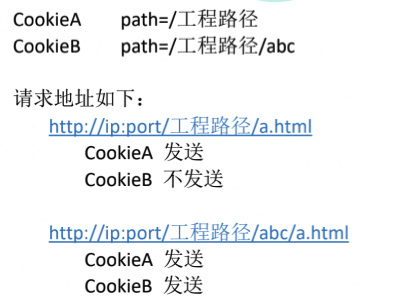 CookieA path=/工程路径
CookieB path=/工程路径/abc
请求地址如下：
http://ip:port/工程路径/a.html
CookieA 发送
CookieB 不发送
http://ip:port/工程路径/abc/a.html
CookieA 发送
CookieB 发送